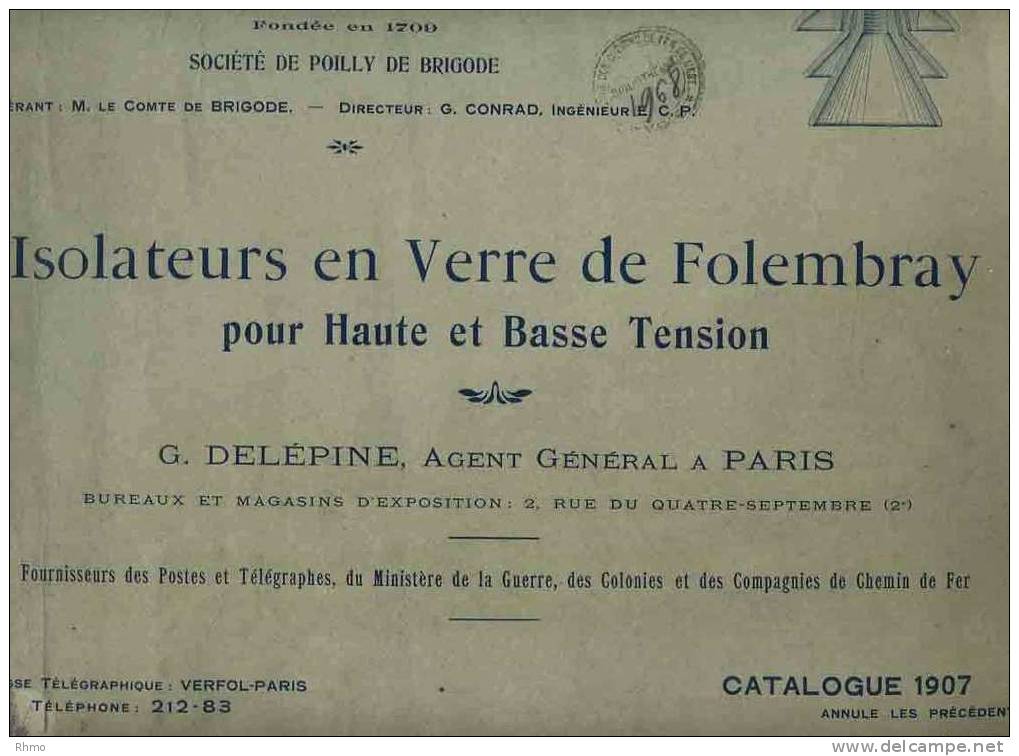 Fondée en 1709
SOCIÉTÉ DE POILLY DE BRIGODE
ÉRANT : M. LE COMTE DE BRIGODE. — DIRECTEUR : G. CONRAD, INGÉNIEUR E. C. P.
1968
Isolateurs en Verre de Folembray
pour Haute et Basse Tension
G. DELÉPINE, AGENT GÉNÉRAL A PARIS
BUREAUX ET MAGASINS D'EXPOSITION : 2, RUE DU QUATRE-SEPTEMBRE (2e)
Fournisseurs des Postes et Télégraphes, du Ministère de la Guerre, des Colonies et des Compagnies de Chemin de Fer
SSE TÉLÉGRAPHIQUE : VERFOL-PARIS
TÉLÉPHONE : 212-83
CATALOGUE 1907
ANNULE LES PRÉCÉDENT
Rhmo
www.delcampe.net